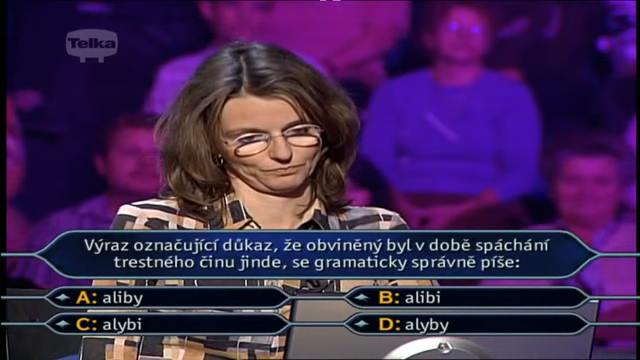 Telka
Výraz označující důkaz, že obviněný byl v době spáchání
trestného činu jinde, se gramaticky správně píše:
A: aliby
B: alibi
C: alybi
D: alyby